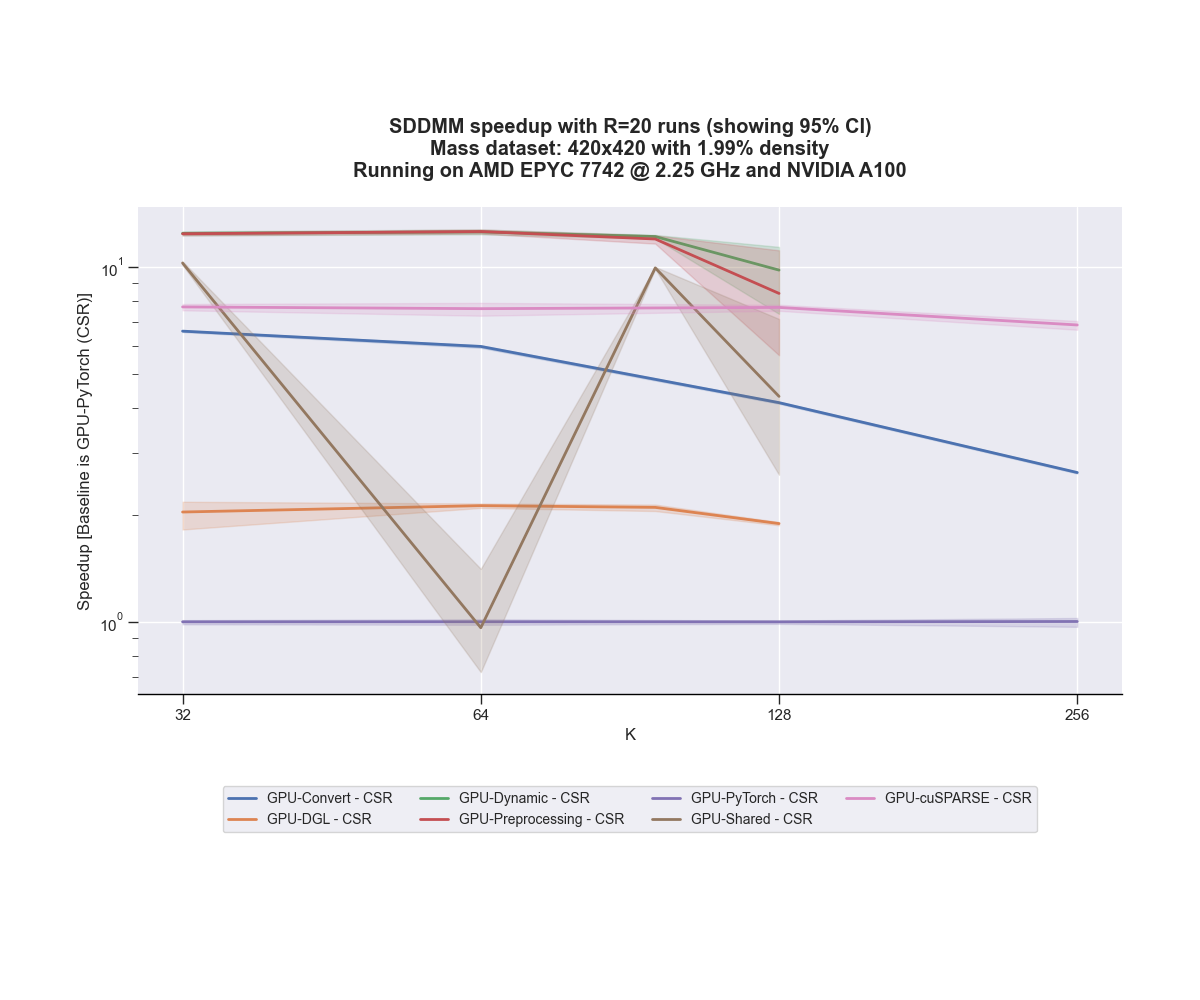 SDDMM speedup with R=20 runs (showing 95% CI)
Mass dataset: 420x420 with 1.99% density
Running on AMD EPYC 7742 @ 2.25 GHz and NVIDIA A100
Speedup [Baseline is GPU-PyTorch (CSR)]
10^1
10^0
32 64 128 256
K
GPU-Convert - CSR GPU-Dynamic - CSR GPU-PyTorch - CSR GPU-cuSPARSE - CSR
GPU-DGL - CSR GPU-Preprocessing - CSR GPU-Shared - CSR